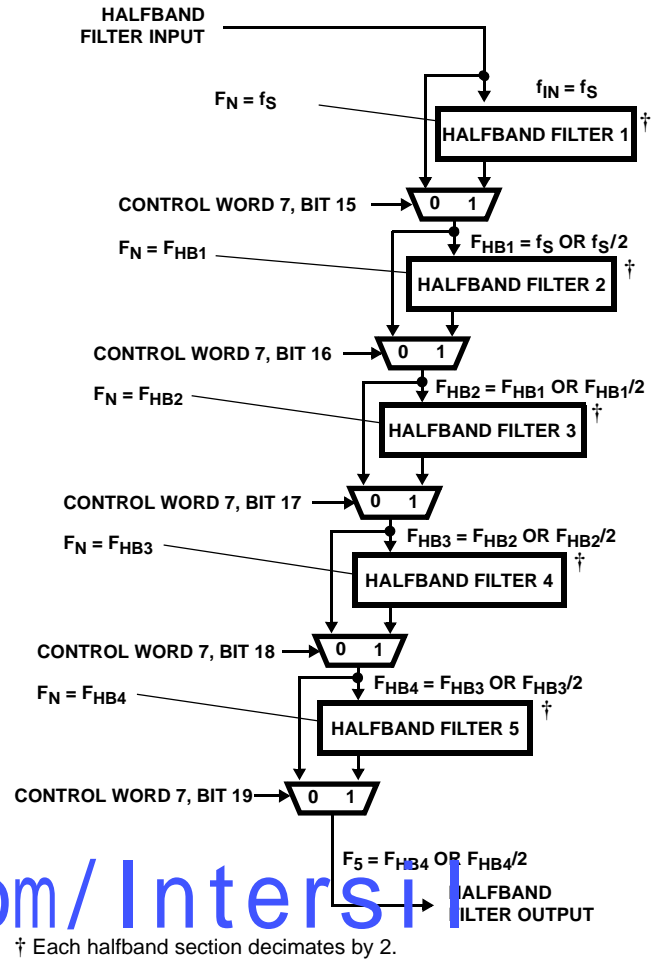 HALFBAND
FILTER INPUT
fIN = fS
FN = fS
HALFBAND FILTER 1
†
0 1
CONTROL WORD 7, BIT 15
FHB1 = fS OR fS/2
FN = FHB1
†
HALFBAND FILTER 2
0 1
CONTROL WORD 7, BIT 16
FHB2 = FHB1 OR FHB1/2
FN = FHB2
†
HALFBAND FILTER 3
0 1
CONTROL WORD 7, BIT 17
FHB3 = FHB2 OR FHB2/2
FN = FHB3
†
HALFBAND FILTER 4
0 1
CONTROL WORD 7, BIT 18
FHB4 = FHB3 OR FHB3/2
FN = FHB4
†
HALFBAND FILTER 5
0 1
CONTROL WORD 7, BIT 19
F5 = FHB4 OR FHB4/2
om/Intersil
HALFBAND
FILTER OUTPUT
† Each halfband section decimates by 2.